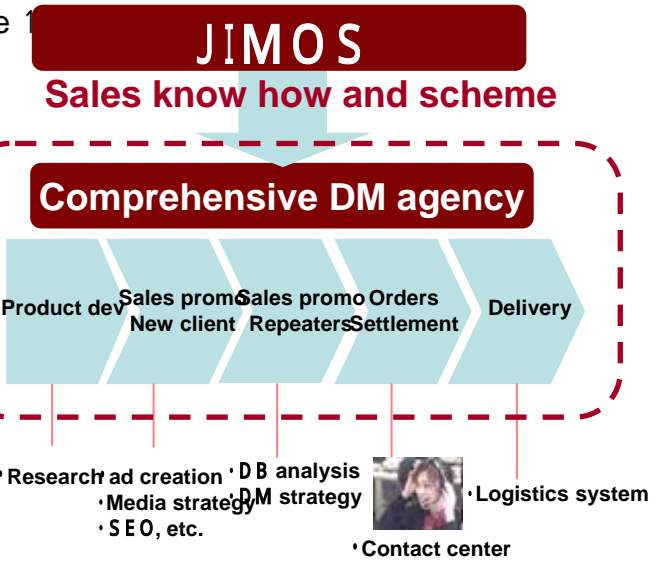 e 1
JIMOS
Sales know how and scheme
Comprehensive DM agency
Product dev
Sales promo
New client
Sales promo
Repeaters
Orders
Settlement
Delivery
・Research
・ad creation
・Media strategy
・SEO, etc.
・DB analysis
・DM strategy
・Contact center
・Logistics system